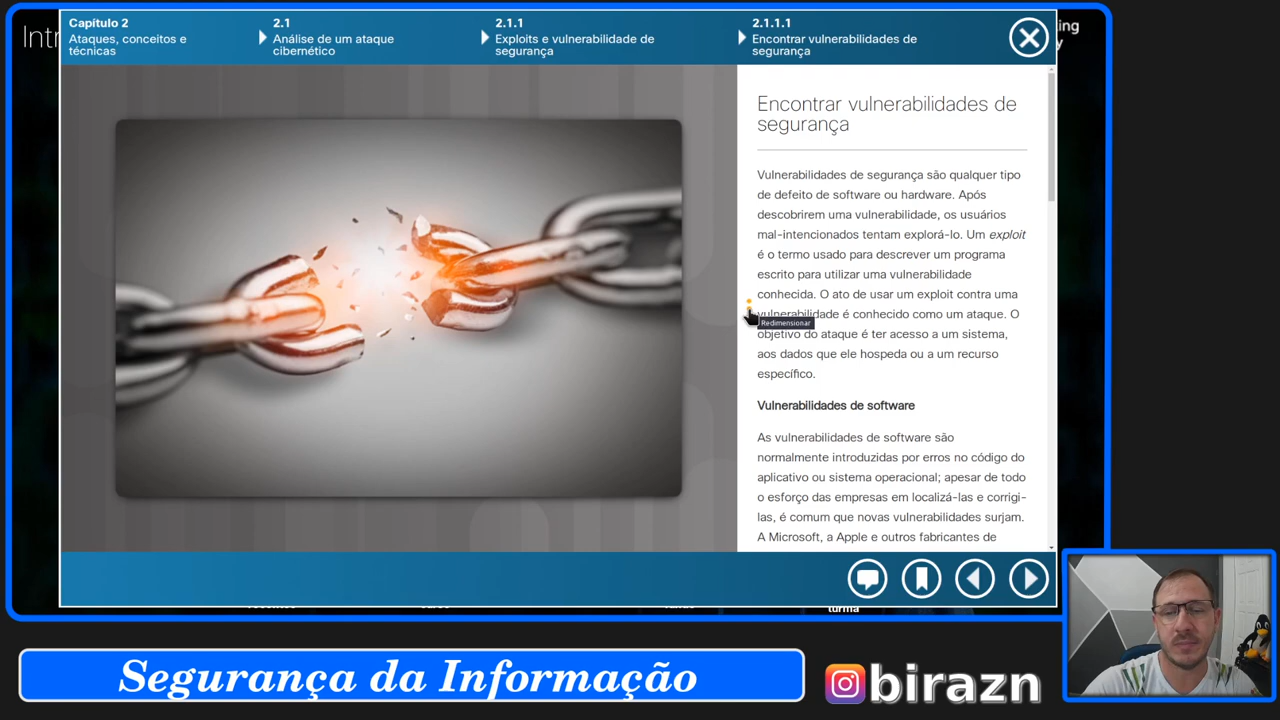 Capítulo 2
Ataques, conceitos e
técnicas
2.1
Análise de um ataque
cibernético
2.1.1
Exploits e vulnerabilidade de
segurança
2.1.1.1
Encontrar vulnerabilidades de
segurança
Encontrar vulnerabilidades de
segurança
Vulnerabilidades de segurança são qualquer tipo
de defeito de software ou hardware. Após
descobrirem uma vulnerabilidade, os usuários
mal-intencionados tentam explorá-lo. Um exploit
é o termo usado para descrever um programa
escrito para utilizar uma vulnerabilidade
conhecida. O ato de usar um exploit contra uma
vulnerabilidade é conhecido como um ataque. O
Redimensionar
objetivo do ataque é ter acesso a um sistema,
aos dados que ele hospeda ou a um recurso
específico.
Vulnerabilidades de software
As vulnerabilidades de software são
normalmente introduzidas por erros no código do
aplicativo ou sistema operacional; apesar de todo
o esforço das empresas em localizá-las e corrigi-
las, é comum que novas vulnerabilidades surjam.
A Microsoft, a Apple e outros fabricantes de
turma
Segurança da Informação
birazn